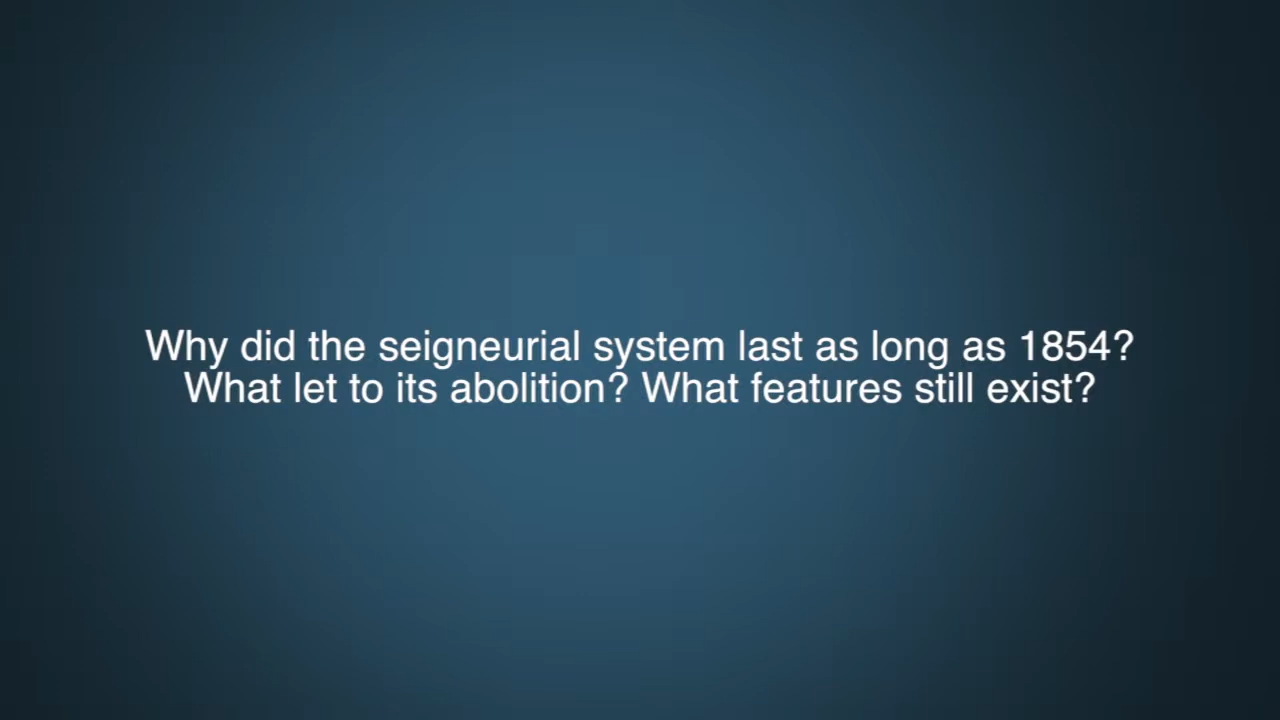 Why did the seigneurial system last as long as 1854?
What let to its abolition? What features still exist?